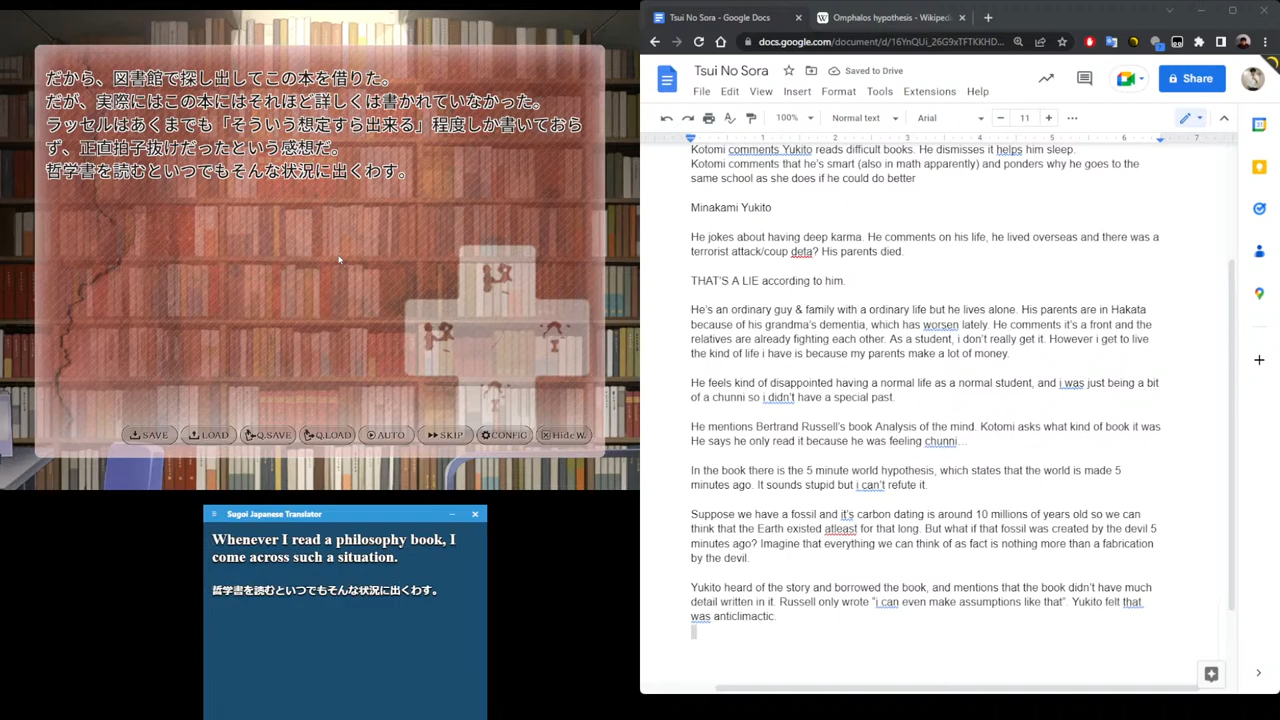 だから、図書館で探し出してこの本を借りた。
だが、実際にはこの本にはそれほど詳しくは書かれていなかった。
ラッセルはあくまでも「そういう想定すら出来る」程度しか書いておら
ず、正直拍子抜けだったという感想だ。
哲学書を読むといつでもそんな状況に出くわす。
SAVE
LOAD
Q.SAVE
Q.LOAD
AUTO
SKIP
CONFIG
Hide W.
Sugoi Japanese Translator
Whenever I read a philosophy book, I
come across such a situation.
哲学書を読むといつでもそんな状況に出くわす。
Tsui No Sora - Google Docs
Omphalos hypothesis - Wikipedi
docs.google.com/document/d/16YnQUi_26G9xTFTKKHD...
Tsui No Sora
Saved to Drive
Share
File Edit View Insert Format Tools Extensions Help
100% Normal text Arial 11
1 2 3 4 5 6 7
Kotomi comments Yukito reads difficult books. He dismisses it helps him sleep.
Kotomi comments that he's smart (also in math apparently) and ponders why he goes to the
same school as she does if he could do better
Minakami Yukito
He jokes about having deep karma. He comments on his life, he lived overseas and there was a
terrorist attack/coup deta? His parents died.
THAT'S A LIE according to him.
He's an ordinary guy & family with a ordinary life but he lives alone. His parents are in Hakata
because of his grandma's dementia, which has worsen lately. He comments it's a front and the
relatives are already fighting each other. As a student, i don't really get it. However i get to live
the kind of life i have is because my parents make a lot of money.
He feels kind of disappointed having a normal life as a normal student, and i was just being a bit
of a chunni so i didn't have a special past.
He mentions Bertrand Russell's book Analysis of the mind. Kotomi asks what kind of book it was
He says he only read it because he was feeling chunni...
In the book there is the 5 minute world hypothesis, which states that the world is made 5
minutes ago. It sounds stupid but i can't refute it.
Suppose we have a fossil and it's carbon dating is around 10 millions of years old so we can
think that the Earth existed atleast for that long. But what if that fossil was created by the devil 5
minutes ago? Imagine that everything we can think of as fact is nothing more than a fabrication
by the devil.
Yukito heard of the story and borrowed the book, and mentions that the book didn't have much
detail written in it. Russell only wrote "i can even make assumptions like that". Yukito felt that
was anticlimactic.